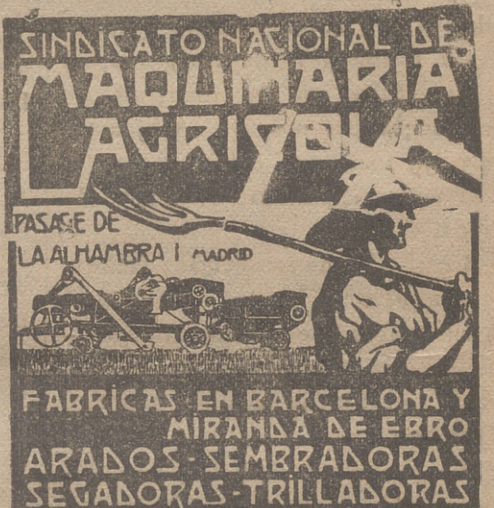 SINDICATO NACIONAL DE
MAQUINARIA
AGRICOLA
PASAGE DE
LA ALHAMBRA 1 MADRID
FABRICAS EN BARCELONA Y
MIRANDA DE EBRO
ARADOS-SEMBRADORAS
SEGADORAS-TRILLADORAS